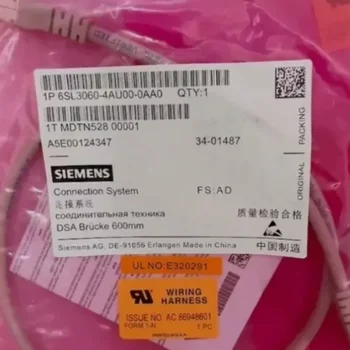 1P 6SL3060-4AU00-0AA0 QTY:1
1T MDTN528 00001
A5E00124347 34-01487
SIEMENS
Connection System FS:AD
连接系统
соединительная техника
DSA Brücke 600mm
质量检验合格
Siemens AG, DE-91056 Erlangen Made in China
中国制造
ORIGINAL PACKING
UL NO:E320291
WIRING
HARNESS
ISSUE NO. AC 86948601
FORM 1-N 1 PC